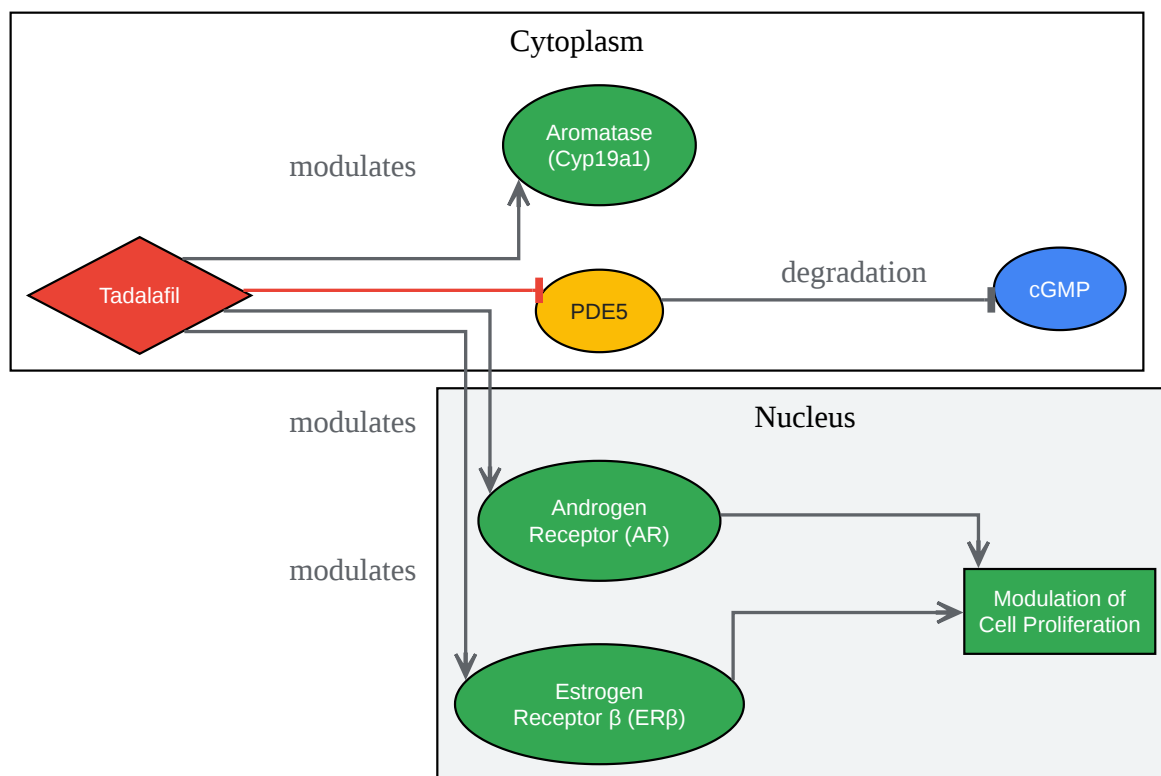 Cytoplasm
Aromatase
(Cyp19a1)
modulates
Tadalafil
PDE5
degradation
cGMP
modulates
Nucleus
Androgen
Receptor (AR)
modulates
Modulation of
Cell Proliferation
Estrogen
Receptor β (ERβ)